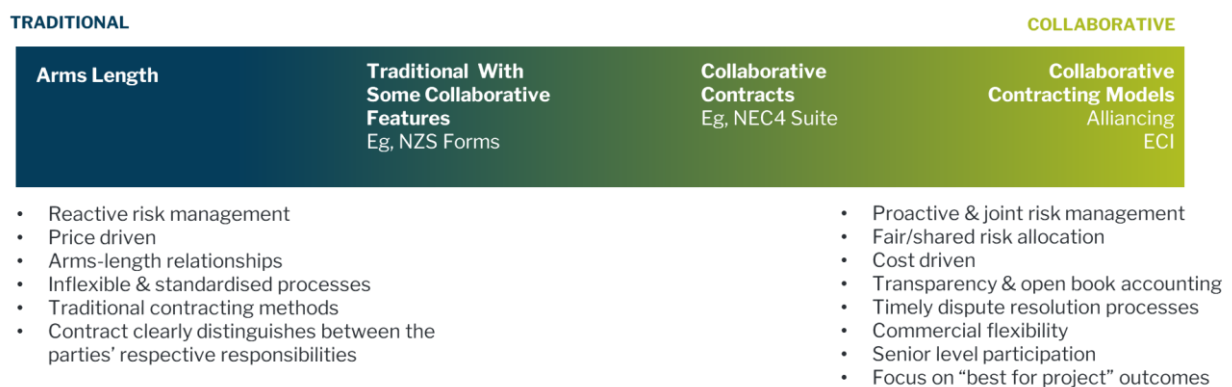 TRADITIONAL
COLLABORATIVE
Arms Length
Traditional With
Some Collaborative
Features
Eg, NZS Forms
Collaborative
Contracts
Eg, NEC4 Suite
Collaborative
Contracting Models
Alliancing
ECI
• Reactive risk management
• Price driven
• Arms-length relationships
• Inflexible & standardised processes
• Traditional contracting methods
• Contract clearly distinguishes between the
parties’ respective responsibilities
• Proactive & joint risk management
• Fair/shared risk allocation
• Cost driven
• Transparency & open book accounting
• Timely dispute resolution processes
• Commercial flexibility
• Senior level participation
• Focus on “best for project” outcomes